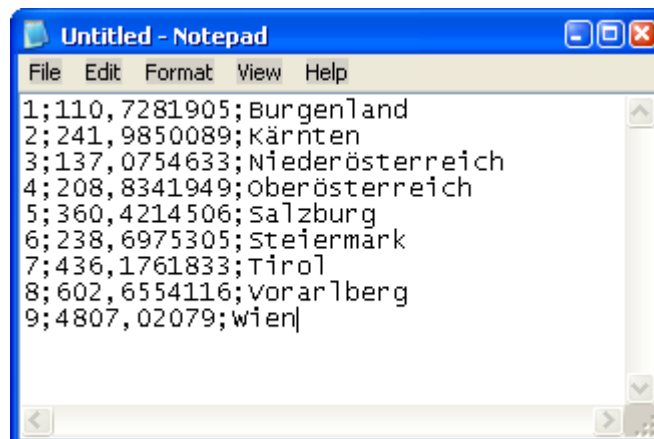 Untitled - Notepad
File Edit Format View Help
1;110,7281905;Burgenland
2;241,9850089;Kärnten
3;137,0754633;Niederösterreich
4;208,8341949;Oberösterreich
5;360,4214506;Salzburg
6;238,6975305;Steiermark
7;436,1761833;Tirol
8;602,6554116;Vorarlberg
9;4807,02079;Wien